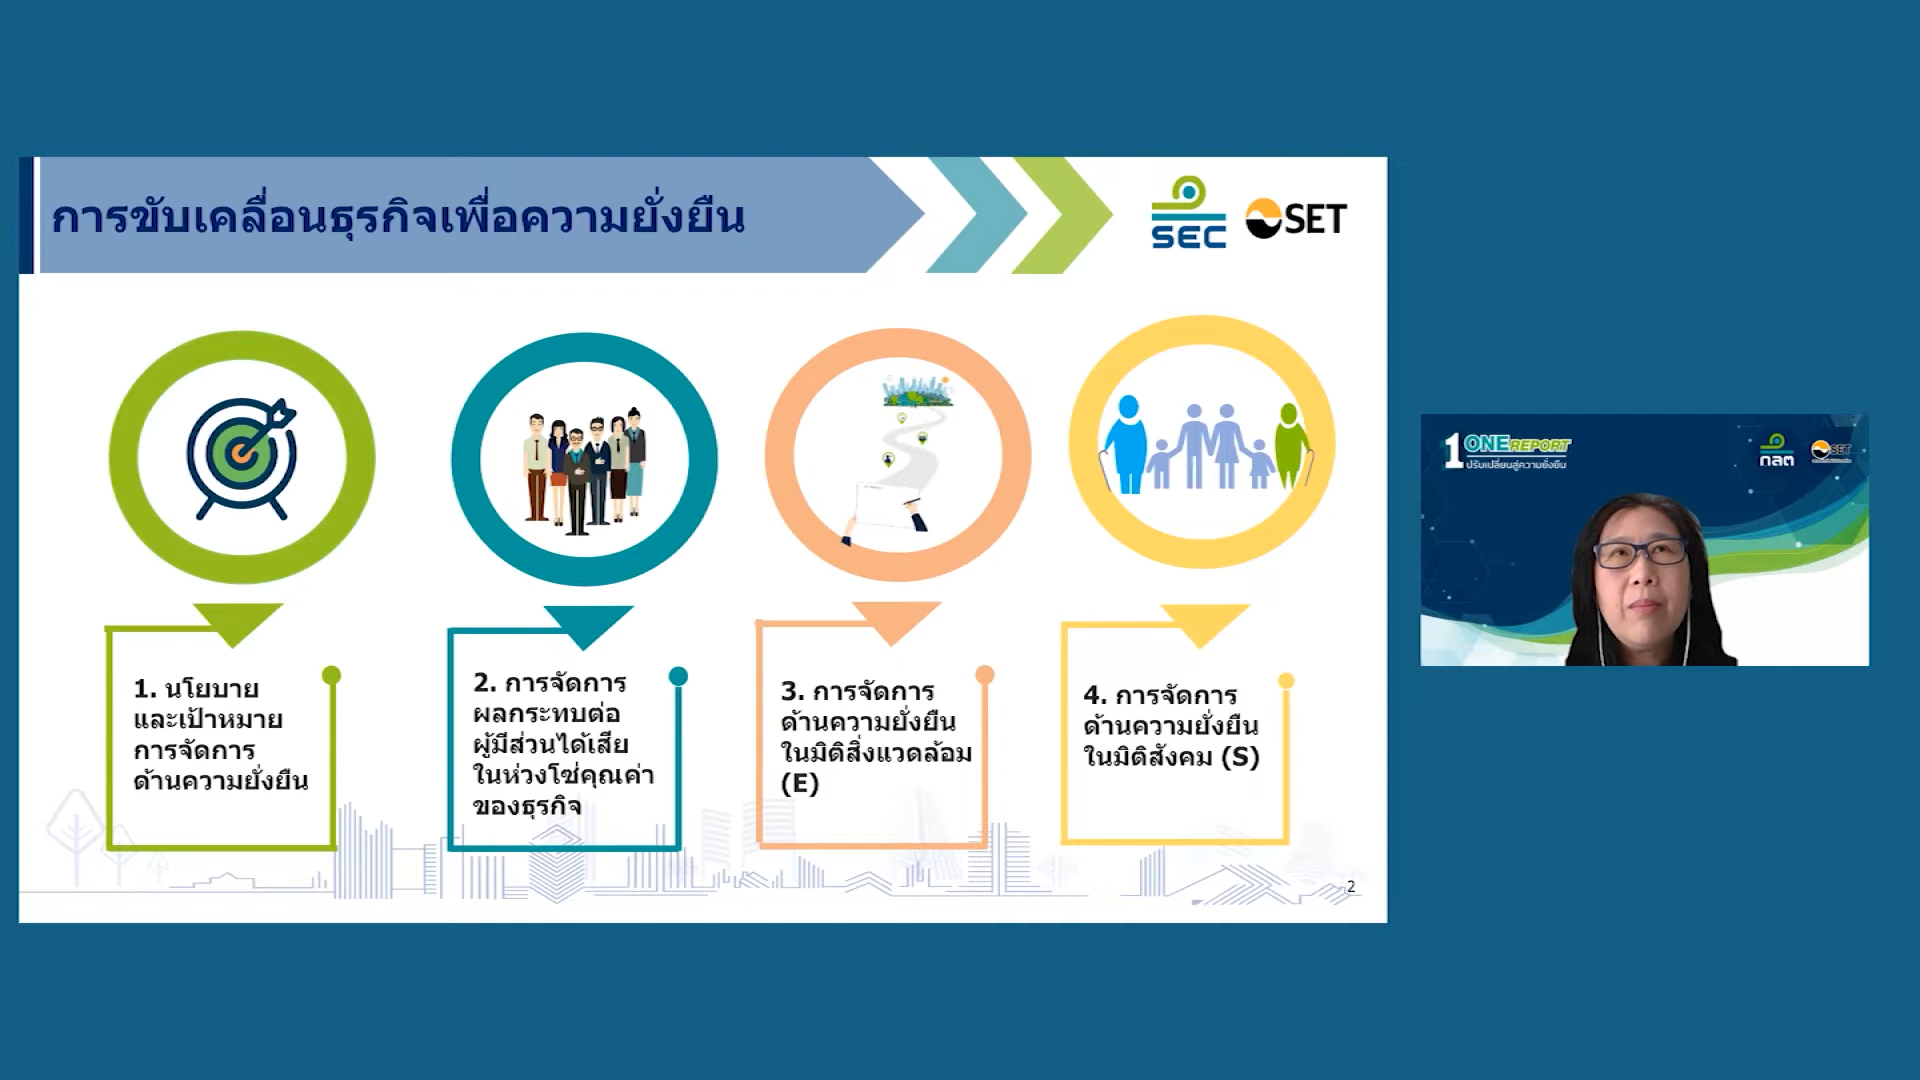 การขับเคลื่อนธุรกิจเพื่อความยั่งยืน
SEC
SET
1. นโยบาย
และเป้าหมาย
การจัดการ
ด้านความยั่งยืน
2. การจัดการ
ผลกระทบต่อ
ผู้มีส่วนได้เสีย
ในห่วงโซ่คุณค่า
ของธุรกิจ
3. การจัดการ
ด้านความยั่งยืน
ในมิติสิ่งแวดล้อม
(E)
4. การจัดการ
ด้านความยั่งยืน
ในมิติสังคม (S)
2
1 ONE REPORT
ปรับเปลี่ยนสู่ความยั่งยืน
กลต
SET